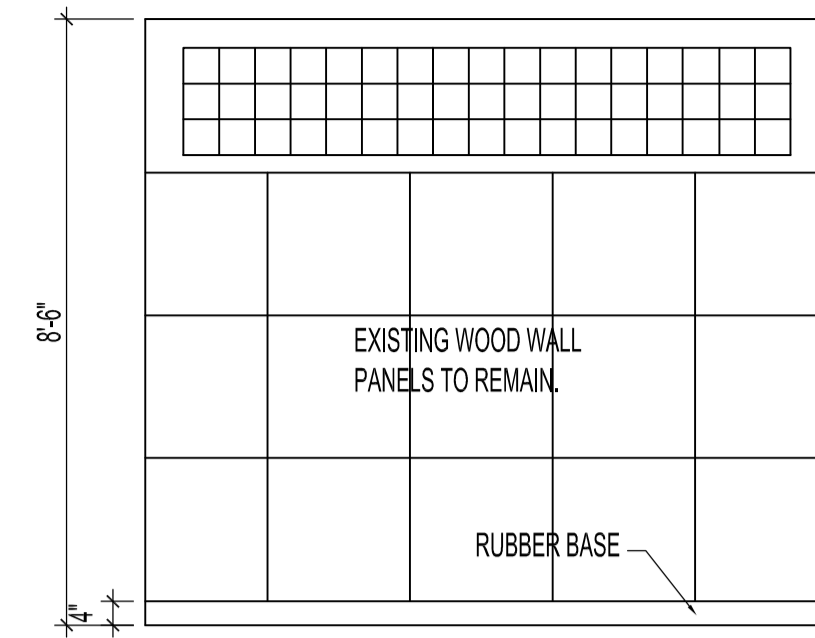 8'-6"
EXISTING WOOD WALL
PANELS TO REMAIN.
RUBBER BASE
4"